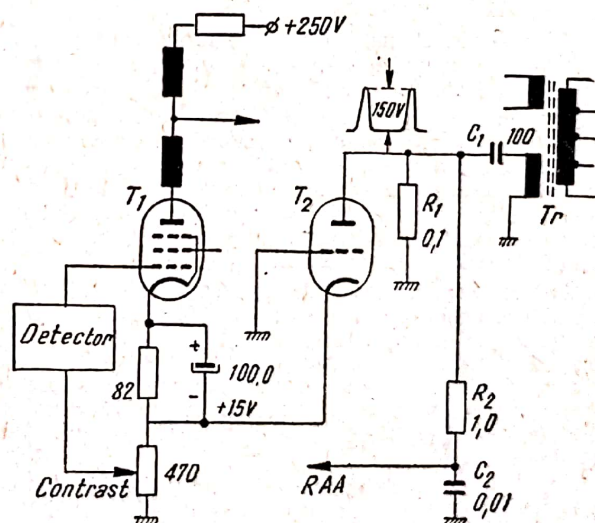 ϕ+250V
150V
C₁
100
Tr
T₁
T₂
R₁
0,1
Detector
+
82
100,0
-
+15V
R₂
1,0
Contrast
470
RAA
C₂
0,01